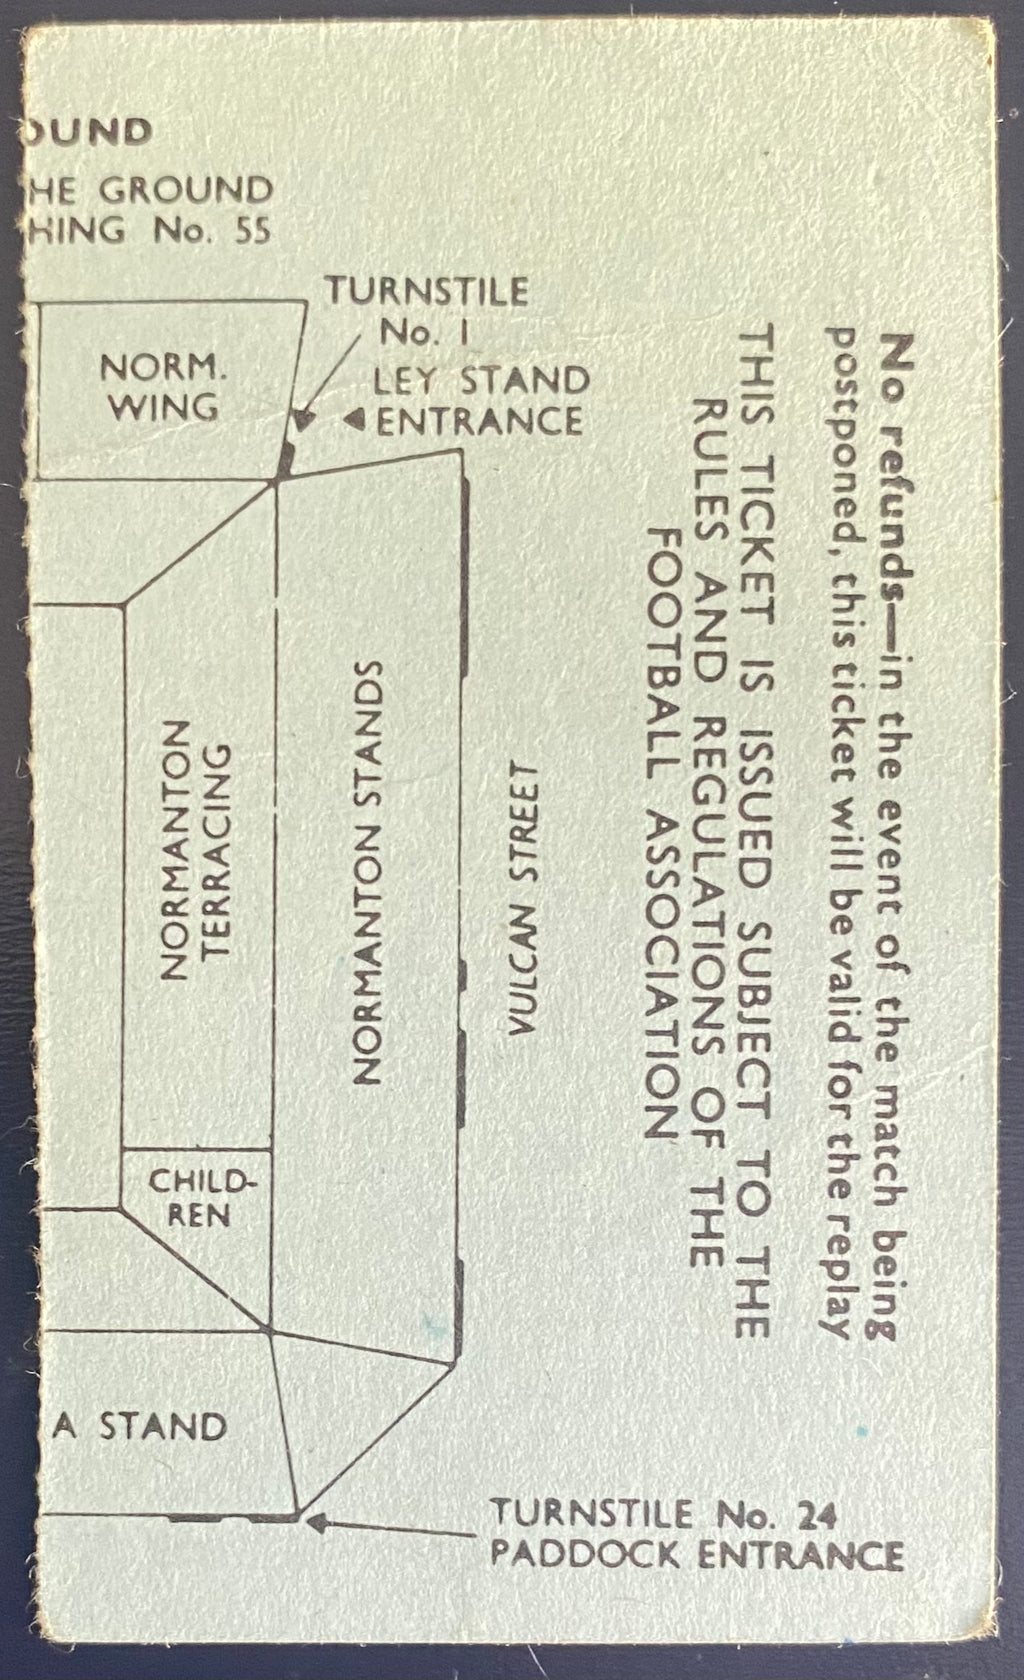 OUND
HE GROUND
HING No. 55
TURNSTILE
No. 1
LEY STAND
ENTRANCE
NORM.
WING
NORMANTON
TERRACING
NORMANTON STANDS
VULCAN STREET
CHILD-
REN
A STAND
TURNSTILE No. 24
PADDOCK ENTRANCE
No refunds—in the event of the match being
postponed, this ticket will be valid for the replay
THIS TICKET IS ISSUED SUBJECT TO THE
RULES AND REGULATIONS OF THE
FOOTBALL ASSOCIATION